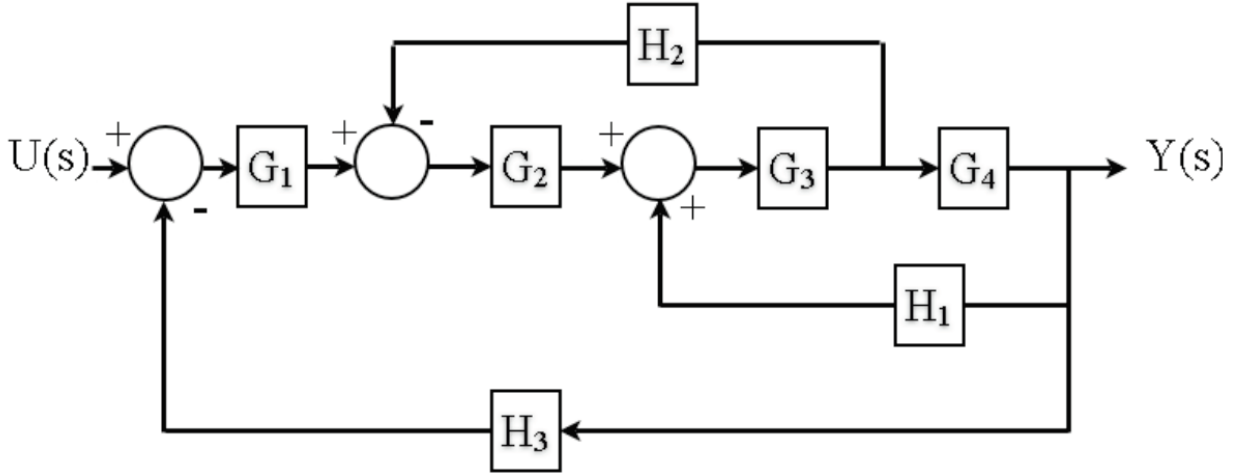 H₂
U(s) + - G₁ + - G₂ + + G₃ G₄ Y(s)
H₁
H₃